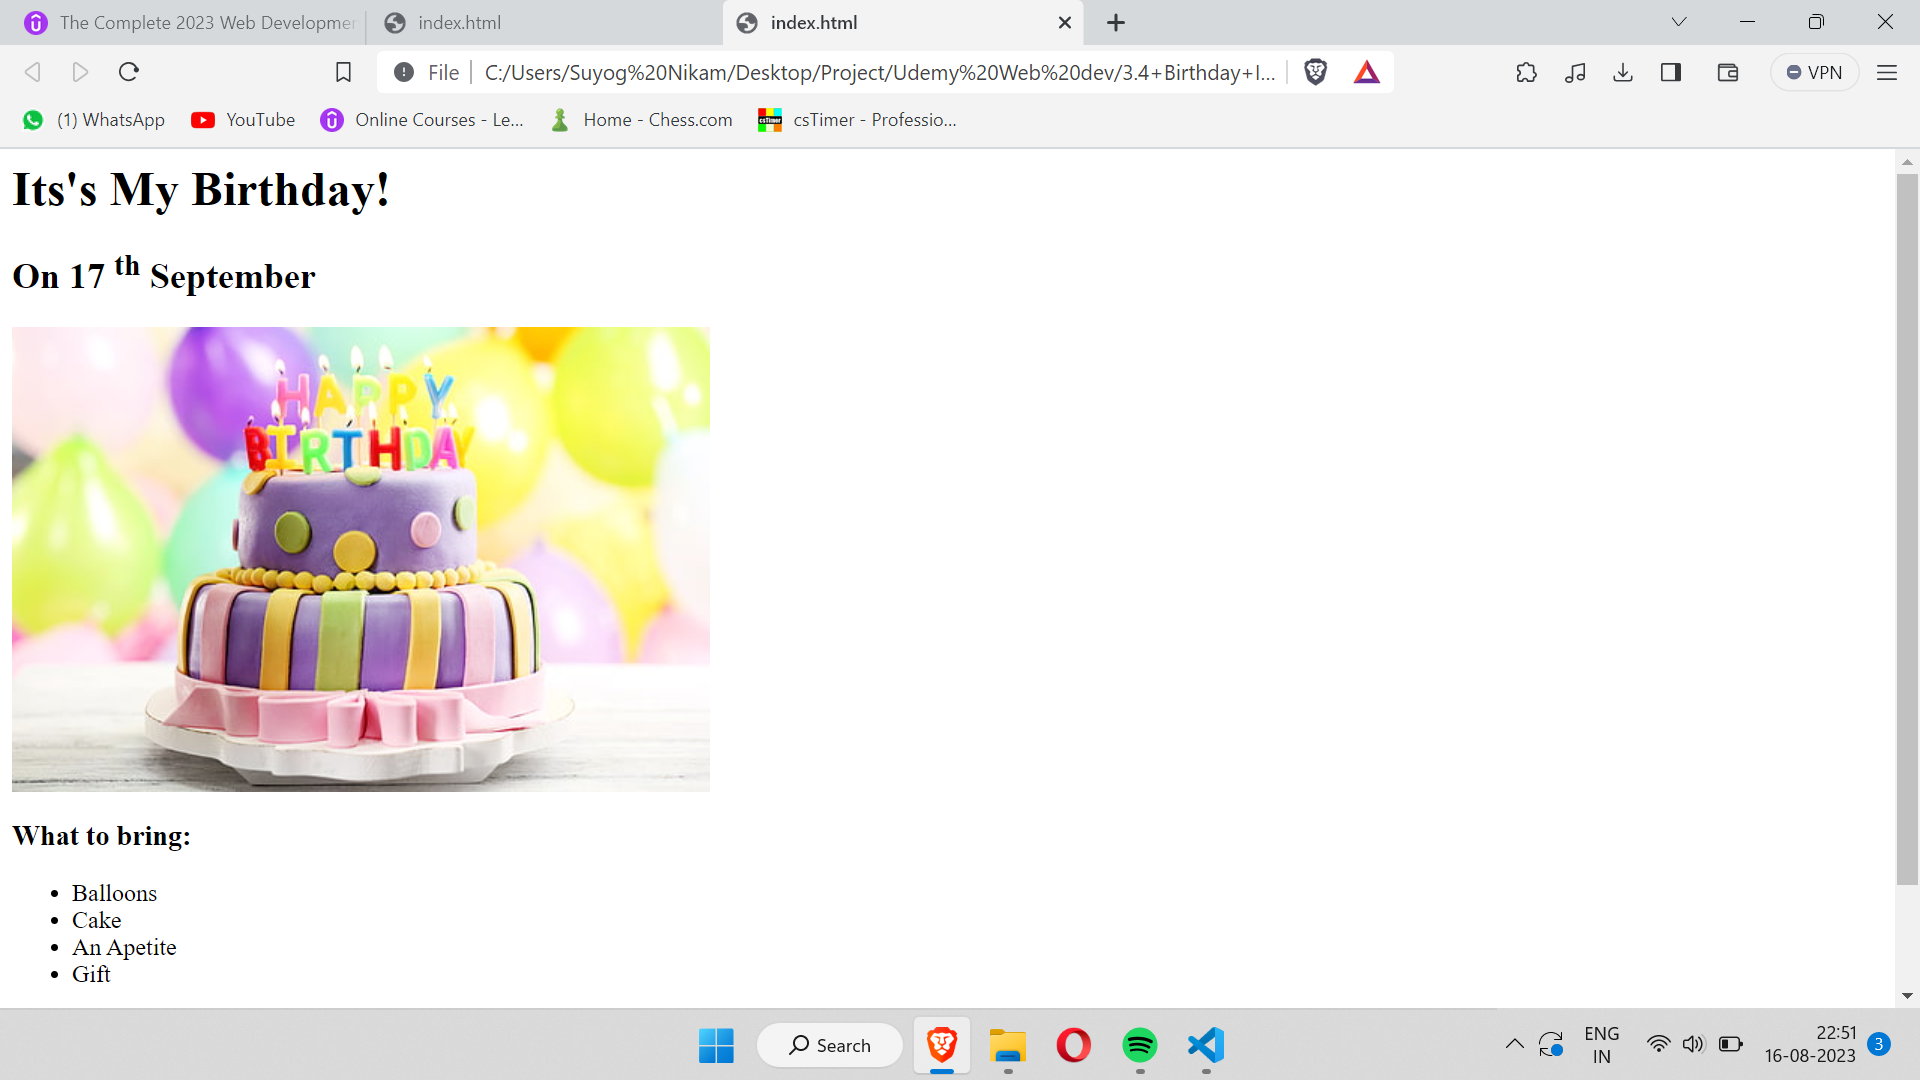 The Complete 2023 Web Developmen
index.html
index.html
File
C:/Users/Suyog%20Nikam/Desktop/Project/Udemy%20Web%20dev/3.4+Birthday+I...
VPN
(1) WhatsApp
YouTube
Online Courses - Le...
Home - Chess.com
csTimer
csTimer - Professio...
Its's My Birthday!
On 17 th September
HAPPY
BIRTHDAY
What to bring:
• Balloons
• Cake
• An Apetite
• Gift
Search
ENG
IN
22:51
16-08-2023
3